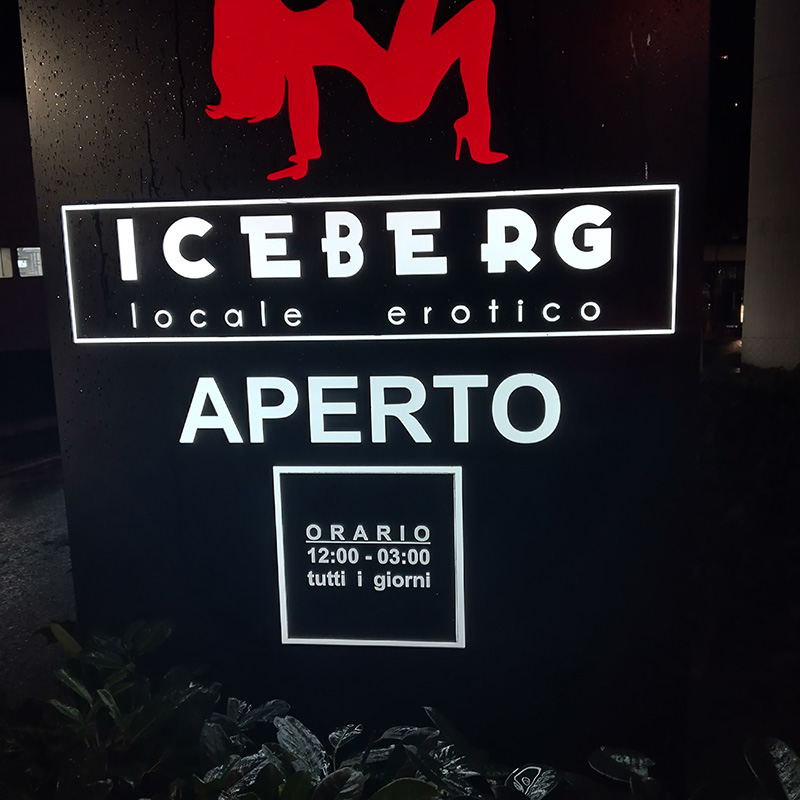 ICEBERG
locale erotico
APERTO
ORARIO
12:00 - 03:00
tutti i giorni